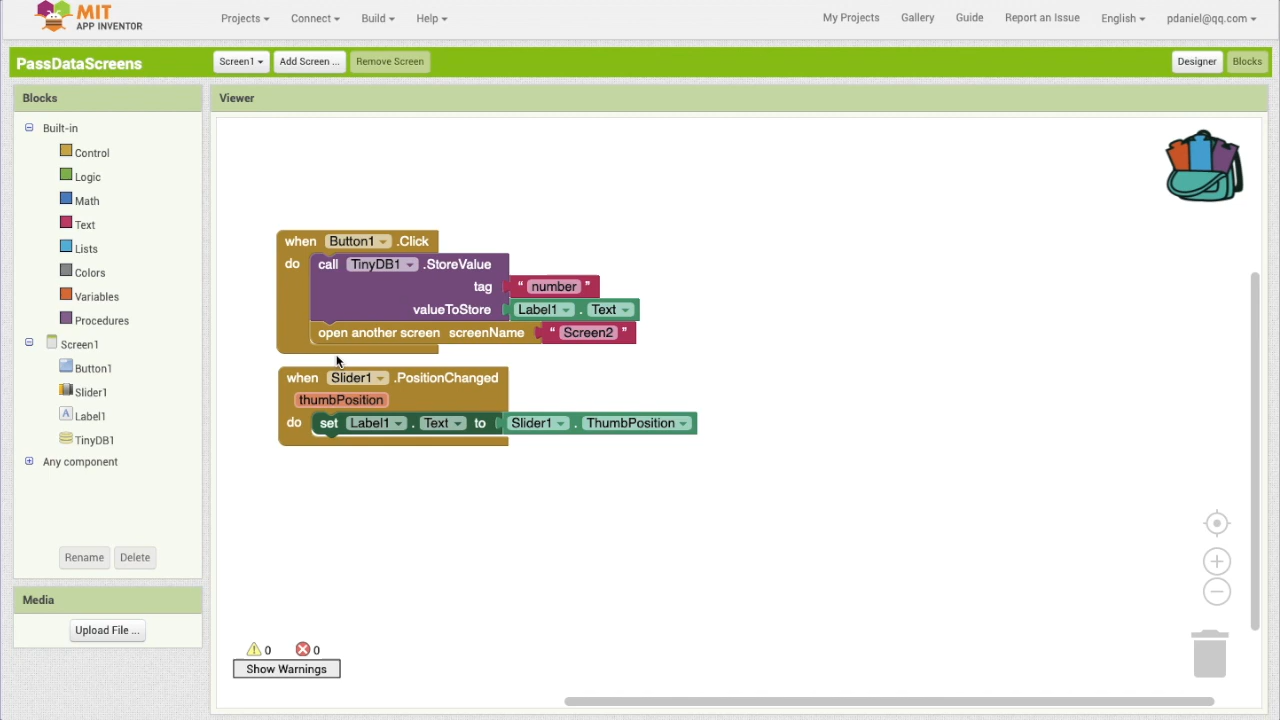 MIT
APP INVENTOR
Projects Connect Build Help My Projects Gallery Guide Report an Issue English pdaniel@qq.com
PassDataScreens Screen1 Add Screen ... Remove Screen Designer Blocks
Blocks
Built-in
Control
Logic
Math
Text
Lists
Colors
Variables
Procedures
Screen1
Button1
Slider1
A Label1
TinyDB1
Any component
Rename Delete
Media
Upload File ...
Viewer
when Button1 .Click
do call TinyDB1 .StoreValue
tag “ number ”
valueToStore Label1 . Text
open another screen screenName “ Screen2 ”
when Slider1 .PositionChanged
thumbPosition
do set Label1 . Text to Slider1 . ThumbPosition
0 0
Show Warnings